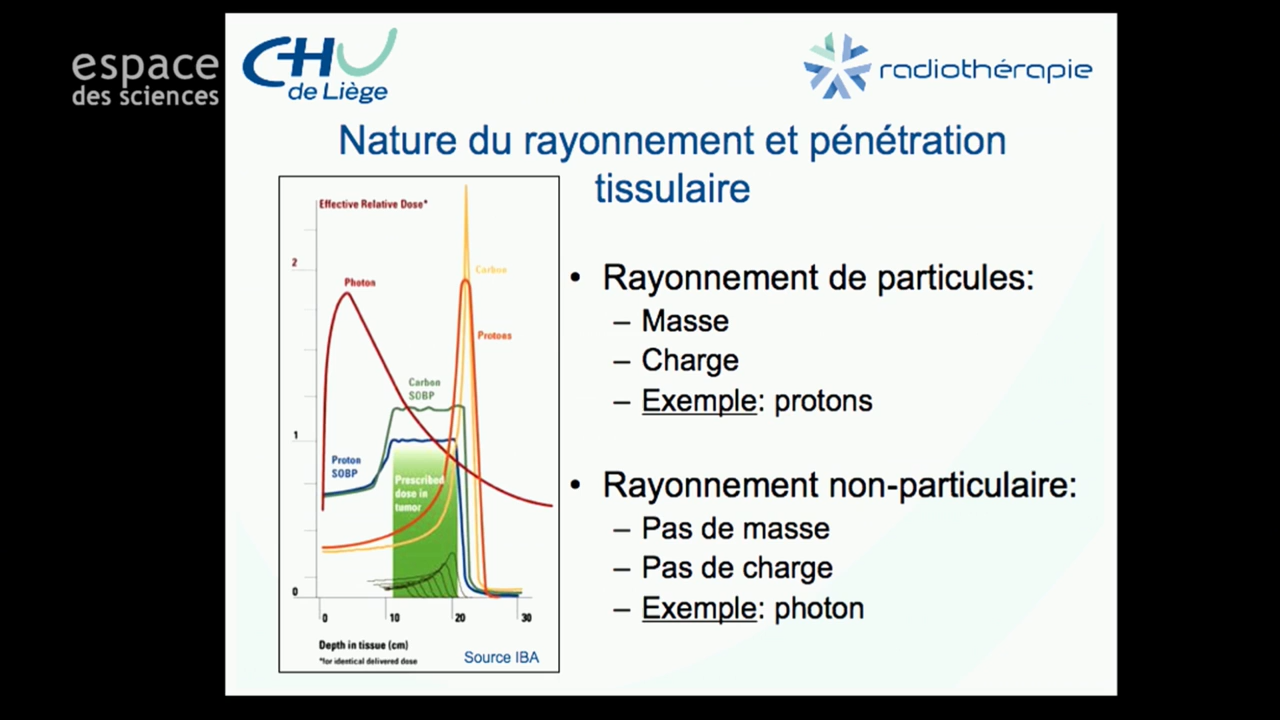 espace
des sciences
CHU
de Liège
radiothérapie
Nature du rayonnement et pénétration
tissulaire
Effective Relative Dose*
2
Photon
Carbon
Protons
Carbon
SOBP
1
Proton
SOBP
Prescribed
dose in
tumor
0
0 10 20 30
Depth in tissue (cm)
*for identical delivered dose
Source IBA
• Rayonnement de particules:
– Masse
– Charge
– Exemple: protons
• Rayonnement non-particulaire:
– Pas de masse
– Pas de charge
– Exemple: photon